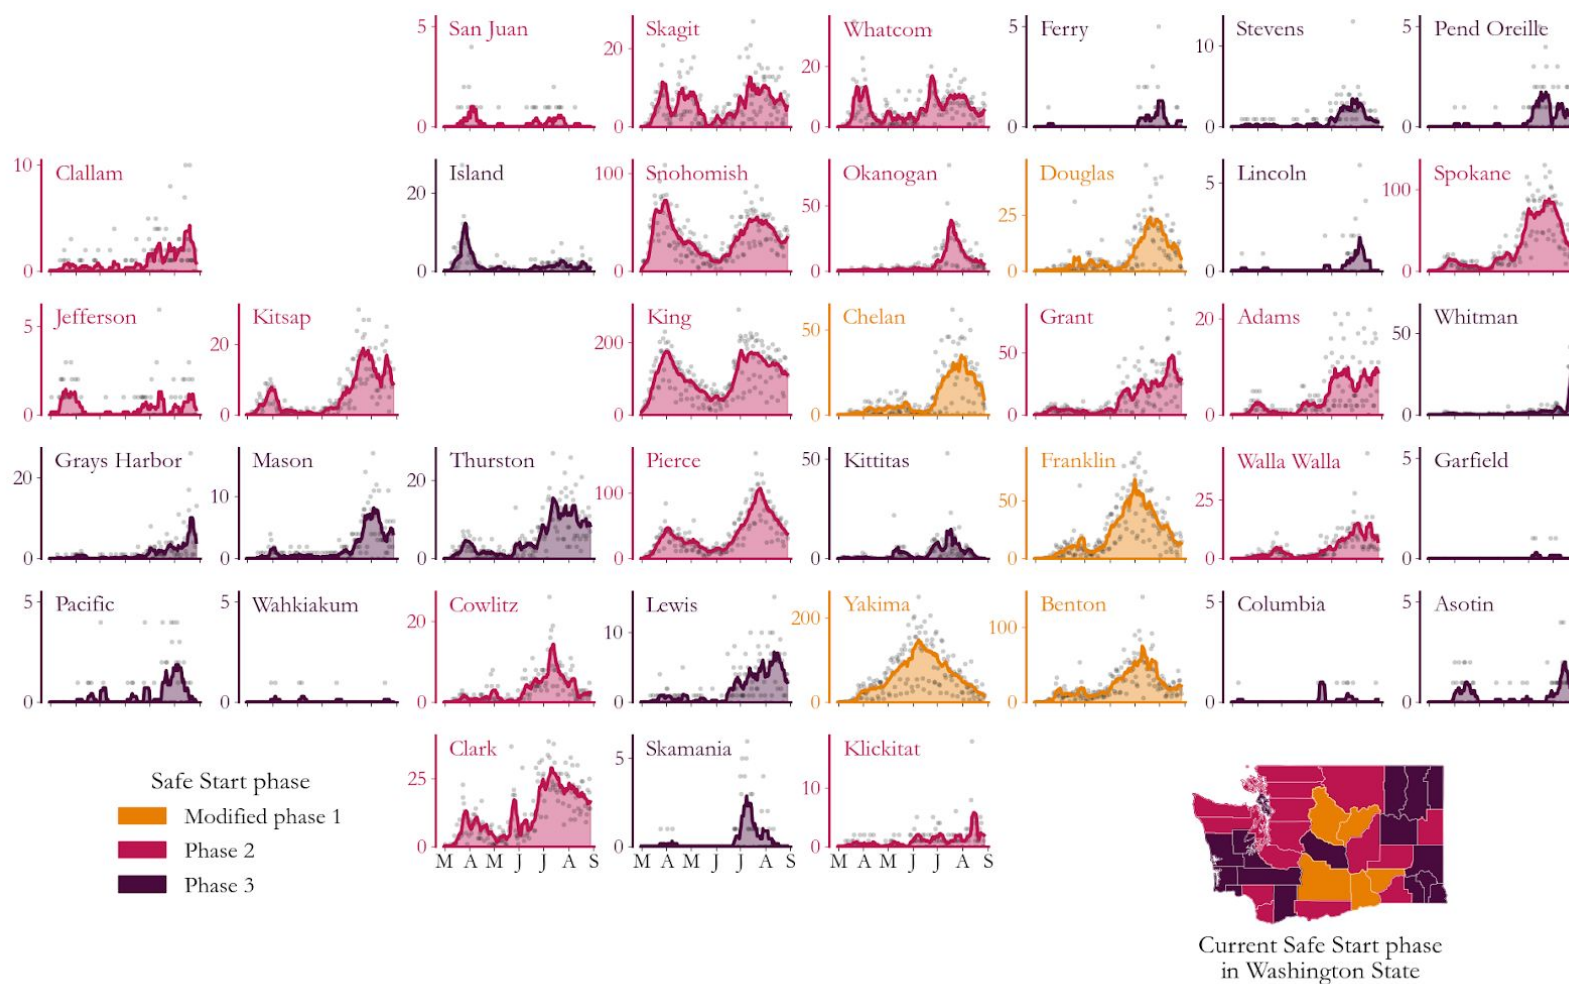 5 San Juan 0
20 Skagit 0
20 Whatcom 0
5 Ferry 0
10 Stevens 0
5 Pend Oreille 0
10 Clallam 0
20 Island 0
100 Snohomish 0
50 Okanogan 0
25 Douglas 0
5 Lincoln 0
100 Spokane 0
5 Jefferson 0
20 Kitsap 10 0
200 King 0
50 Chelan 0
50 Grant 0
20 Adams 0
50 Whitman 0
20 Grays Harbor 0
10 Mason 0
20 Thurston 10 0
100 Pierce 0
50 Kittitas 0
50 Franklin 0
25 Walla Walla 0
5 Garfield 0
5 Pacific 0
5 Wahkiakum 0
20 Cowlitz 0
10 Lewis 0
200 Yakima 0
100 Benton 0
5 Columbia 0
5 Asotin 0
25 Clark 0
5 Skamania 0
10 Klickitat 0
M A M J J A S
M A M J J A S
M A M J J A S
Safe Start phase
Modified phase 1
Phase 2
Phase 3
Current Safe Start phase
in Washington State